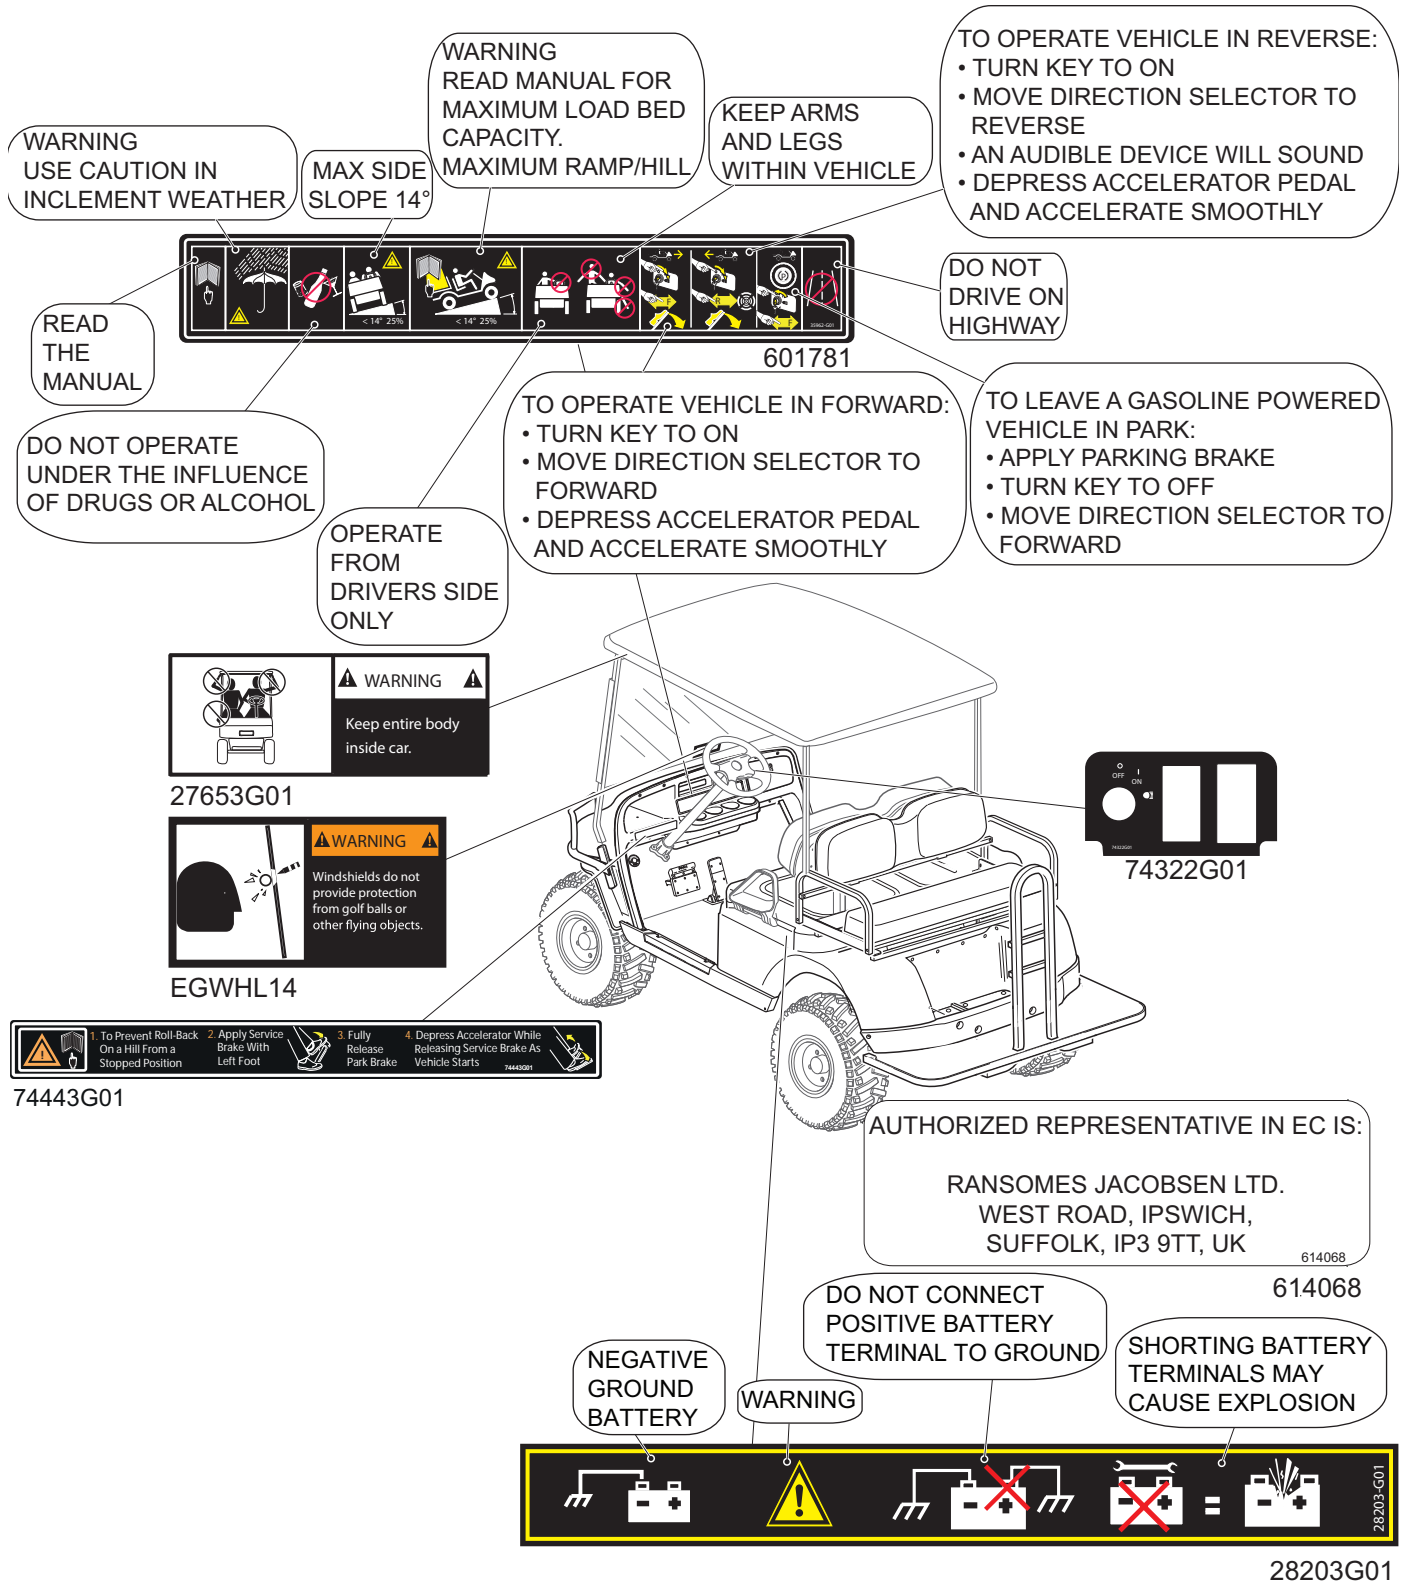 WARNING
READ MANUAL FOR
MAXIMUM LOAD BED
CAPACITY.
MAXIMUM RAMP/HILL
TO OPERATE VEHICLE IN REVERSE:
• TURN KEY TO ON
• MOVE DIRECTION SELECTOR TO
REVERSE
• AN AUDIBLE DEVICE WILL SOUND
• DEPRESS ACCELERATOR PEDAL
AND ACCELERATE SMOOTHLY
KEEP ARMS
AND LEGS
WITHIN VEHICLE
WARNING
USE CAUTION IN
INCLEMENT WEATHER
MAX SIDE
SLOPE 14°
< 14° 25%
< 14° 25%
F
R
F
35962-G01
601781
DO NOT
DRIVE ON
HIGHWAY
READ
THE
MANUAL
DO NOT OPERATE
UNDER THE INFLUENCE
OF DRUGS OR ALCOHOL
TO OPERATE VEHICLE IN FORWARD:
• TURN KEY TO ON
• MOVE DIRECTION SELECTOR TO
FORWARD
• DEPRESS ACCELERATOR PEDAL
AND ACCELERATE SMOOTHLY
TO LEAVE A GASOLINE POWERED
VEHICLE IN PARK:
• APPLY PARKING BRAKE
• TURN KEY TO OFF
• MOVE DIRECTION SELECTOR TO
FORWARD
OPERATE
FROM
DRIVERS SIDE
ONLY
WARNING
Keep entire body
inside car.
27653G01
WARNING
Windshields do not
provide protection
from golf balls or
other flying objects.
EGWHL14
OFF
ON
74322G01
74322G01
1. To Prevent Roll-Back
On a Hill From a
Stopped Position
2. Apply Service
Brake With
Left Foot
3. Fully
Release
Park Brake
4. Depress Accelerator While
Releasing Service Brake As
Vehicle Starts
74443G01
74443G01
AUTHORIZED REPRESENTATIVE IN EC IS:
RANSOMES JACOBSEN LTD.
WEST ROAD, IPSWICH,
SUFFOLK, IP3 9TT, UK
614068
614068
NEGATIVE
GROUND
BATTERY
WARNING
DO NOT CONNECT
POSITIVE BATTERY
TERMINAL TO GROUND
SHORTING BATTERY
TERMINALS MAY
CAUSE EXPLOSION
28203-G01
28203G01